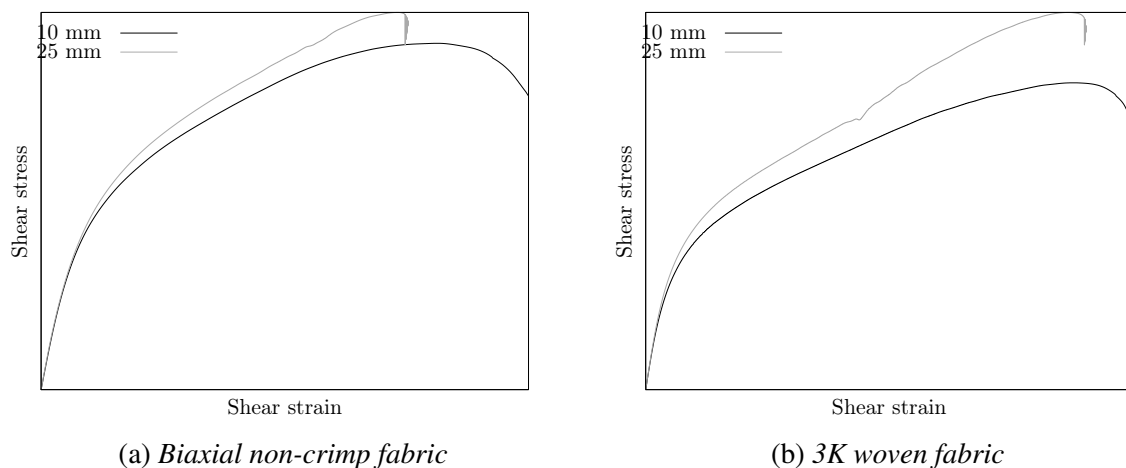 10 mm
25 mm
Shear stress
Shear strain
(a) Biaxial non-crimp fabric
10 mm
25 mm
Shear stress
Shear strain
(b) 3K woven fabric